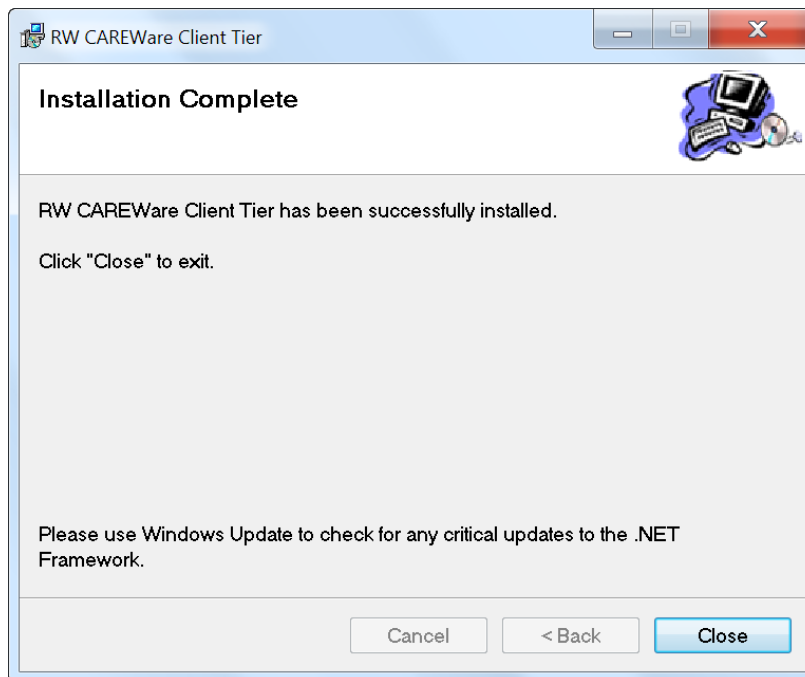 RW CAREWare Client Tier
Installation Complete
RW CAREWare Client Tier has been successfully installed.
Click "Close" to exit.
Please use Windows Update to check for any critical updates to the .NET
Framework.
Cancel
< Back
Close